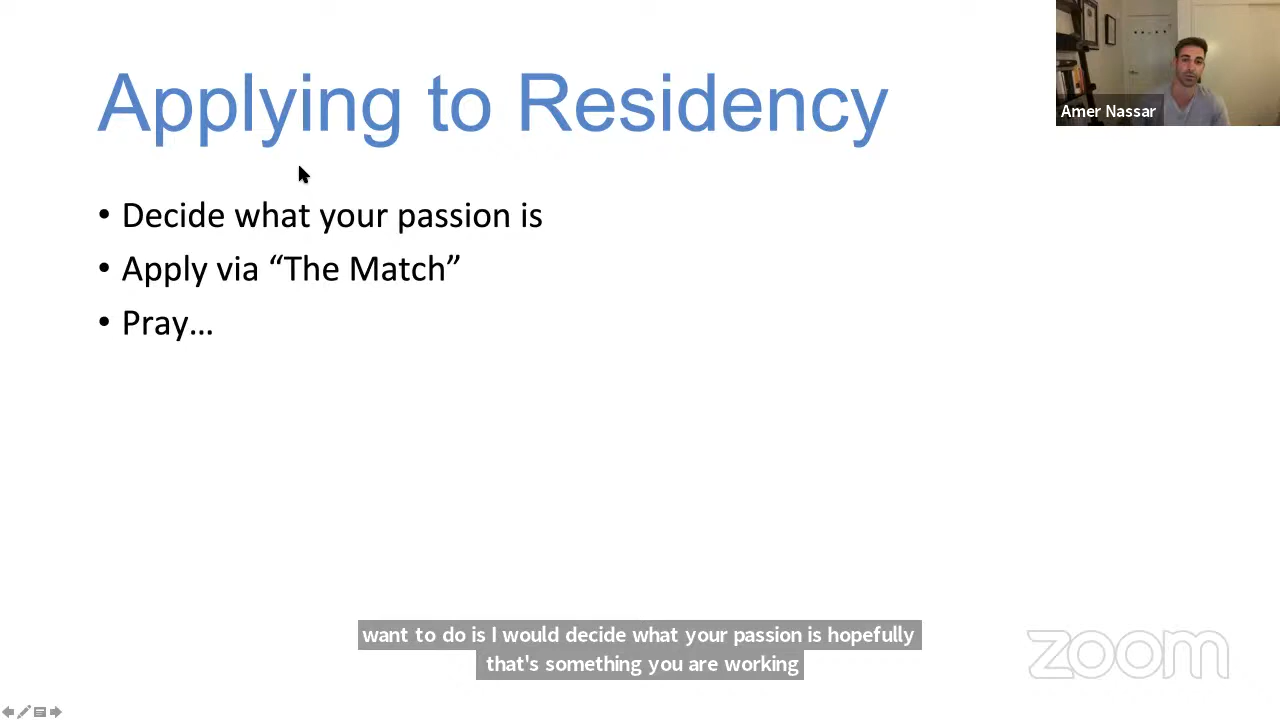 Applying to Residency
Amer Nassar
• Decide what your passion is
• Apply via “The Match”
• Pray…
want to do is I would decide what your passion is hopefully
that's something you are working
zoom